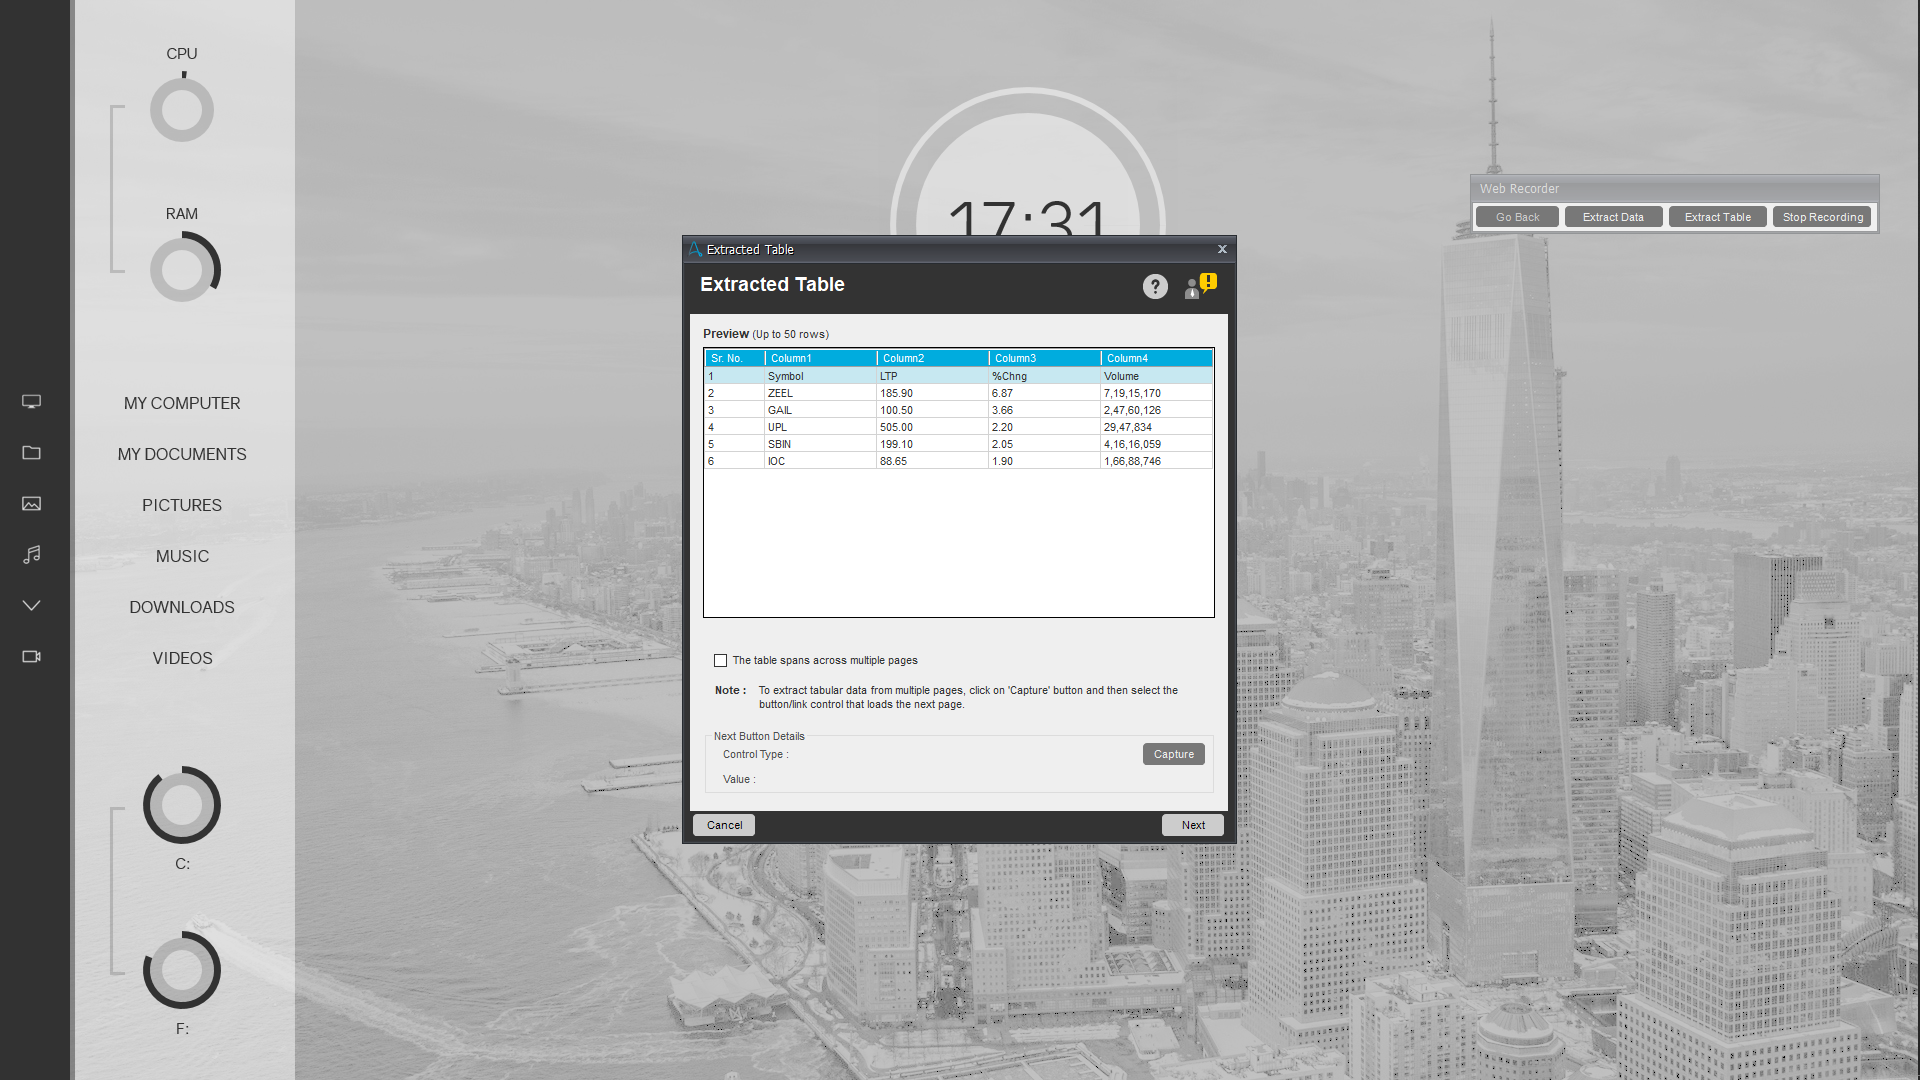 CPU
RAM
MY COMPUTER
MY DOCUMENTS
PICTURES
MUSIC
DOWNLOADS
VIDEOS
C:
F:
17:31
Web Recorder
Go Back Extract Data Extract Table Stop Recording
Extracted Table
x
Extracted Table
?
!
Preview (Up to 50 rows)
Sr. No. Column1 Column2 Column3 Column4
1 Symbol LTP %Chng Volume
2 ZEEL 185.90 6.87 7,19,15,170
3 GAIL 100.50 3.66 2,47,60,126
4 UPL 505.00 2.20 29,47,834
5 SBIN 199.10 2.05 4,16,16,059
6 IOC 88.65 1.90 1,66,88,746
The table spans across multiple pages
Note : To extract tabular data from multiple pages, click on 'Capture' button and then select the
button/link control that loads the next page.
Next Button Details
Control Type :
Capture
Value :
Cancel
Next